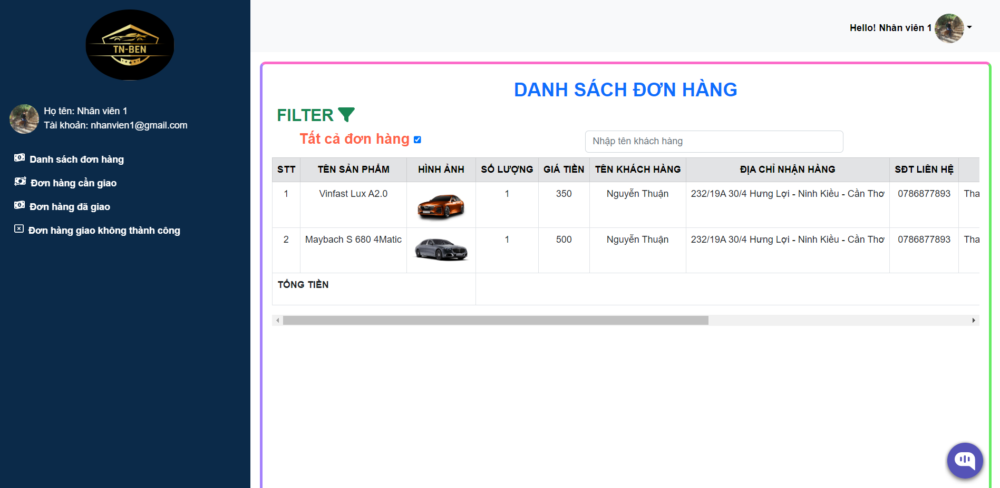 TN-BEN
Họ tên: Nhân viên 1
Tài khoản: nhanvien1@gmail.com
Danh sách đơn hàng
Đơn hàng cần giao
Đơn hàng đã giao
Đơn hàng giao không thành công
Hello! Nhân viên 1
DANH SÁCH ĐƠN HÀNG
FILTER
Tất cả đơn hàng
Nhập tên khách hàng
STT TÊN SẢN PHẨM HÌNH ẢNH SỐ LƯỢNG GIÁ TIỀN TÊN KHÁCH HÀNG ĐỊA CHỈ NHẬN HÀNG SĐT LIÊN HỆ
1 Vinfast Lux A2.0 1 350 Nguyễn Thuận 232/19A 30/4 Hưng Lợi - Ninh Kiều - Cần Thơ 0786877893 Tha
2 Maybach S 680 4Matic 1 500 Nguyễn Thuận 232/19A 30/4 Hưng Lợi - Ninh Kiều - Cần Thơ 0786877893 Tha
TỔNG TIỀN